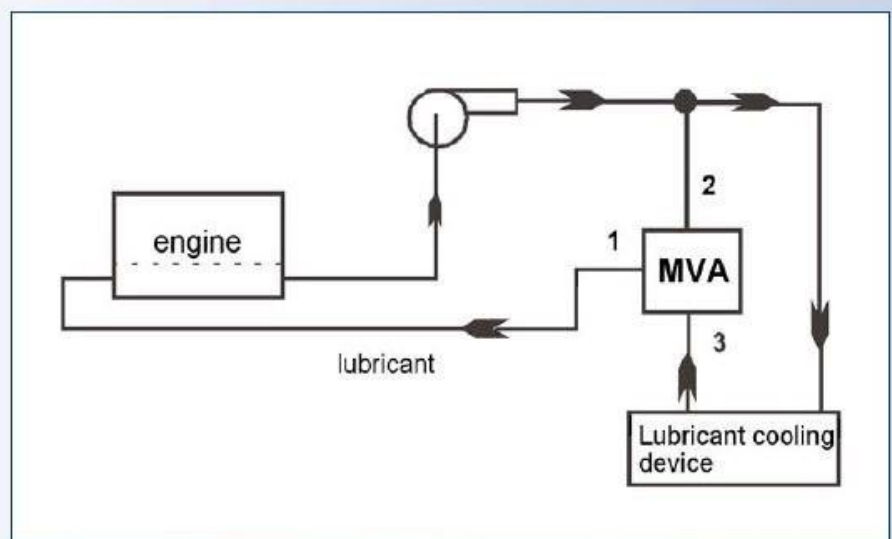 2
engine
1
MVA
3
lubricant
Lubricant cooling
device